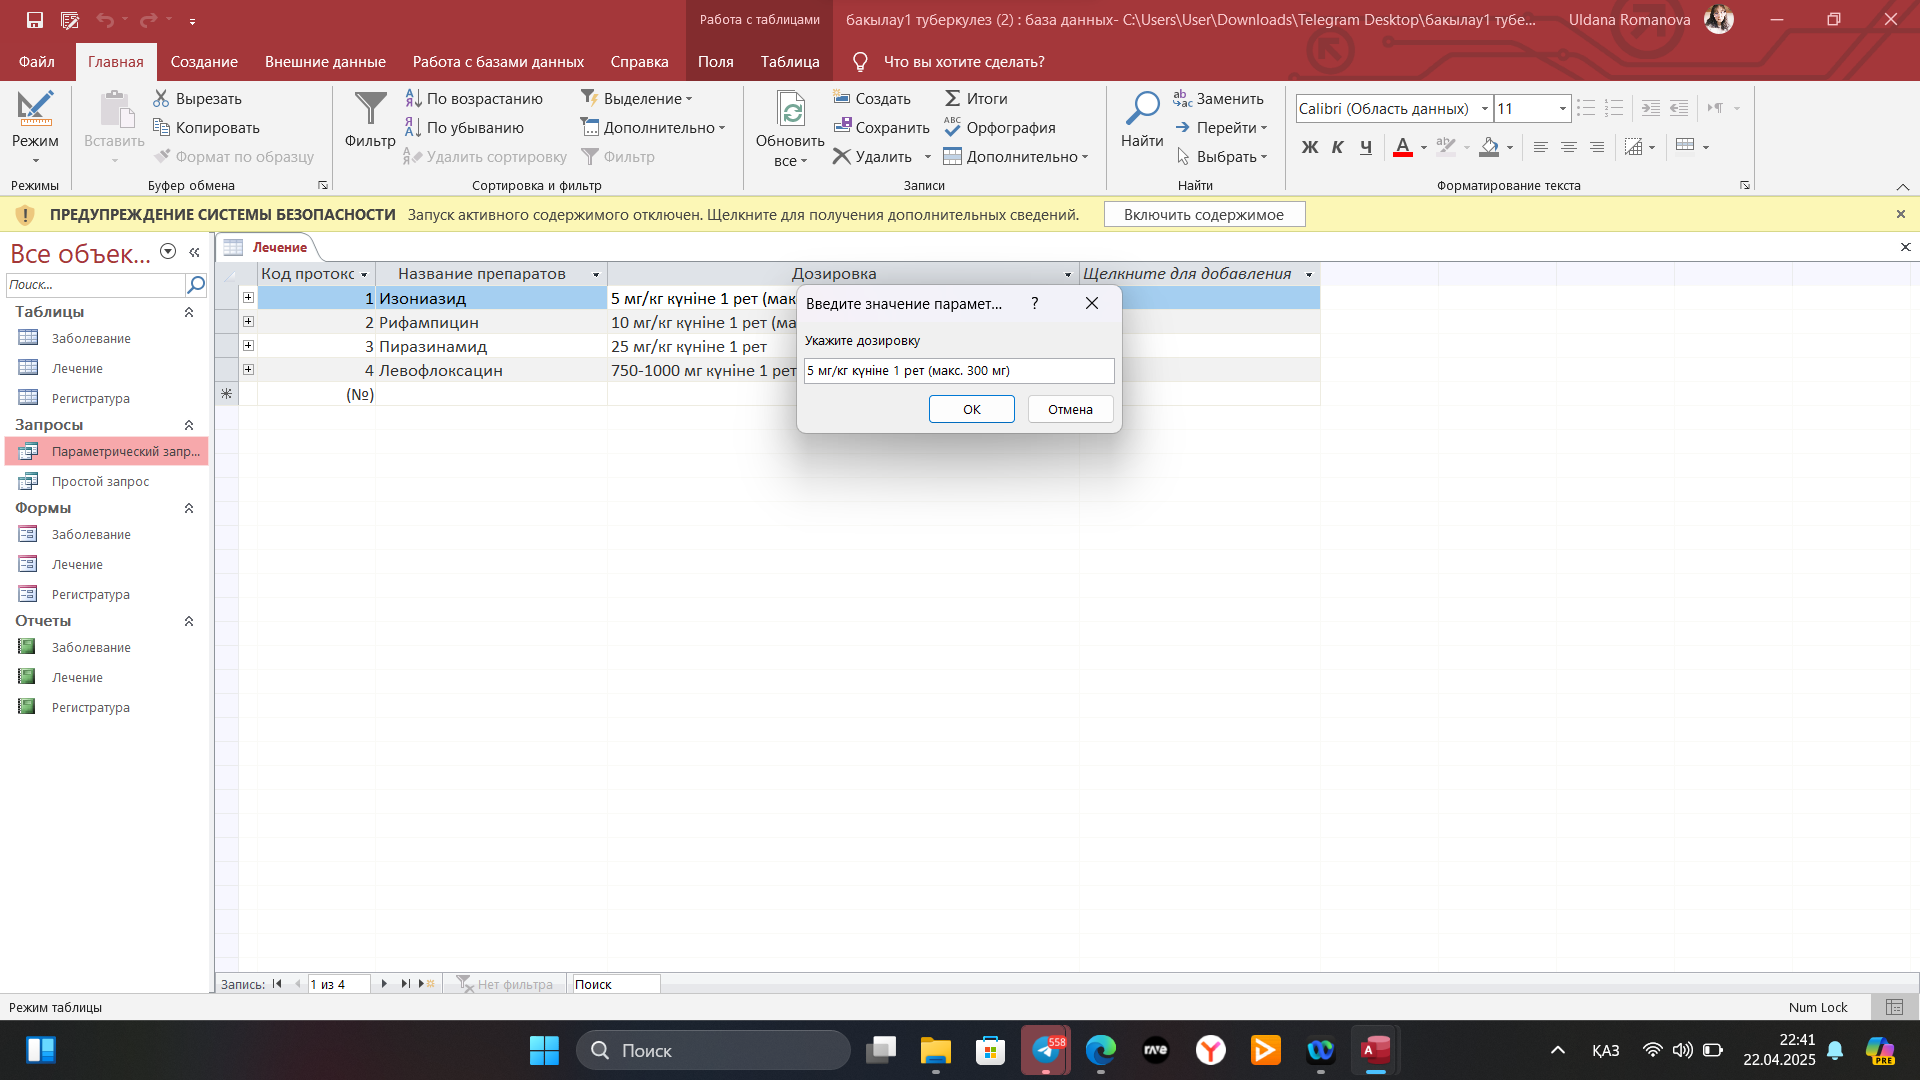 Работа с таблицами
бакылау1 туберкулез (2) : база данных- C:\Users\User\Downloads\Telegram Desktop\бакылау1 тубе...
Uldana Romanova
Файл
Главная
Создание
Внешние данные
Работа с базами данных
Справка
Поля
Таблица
Что вы хотите сделать?
Режим
Режимы
Вставить
Вырезать
Копировать
Формат по образцу
Буфер обмена
Фильтр
По возрастанию
По убыванию
Удалить сортировку
Выделение
Дополнительно
Фильтр
Сортировка и фильтр
Обновить
все
Создать
Сохранить
Удалить
Итоги
Орфография
Дополнительно
Записи
Найти
Заменить
Перейти
Выбрать
Найти
Calibri (Область данных)
11
Ж К Ч
Форматирование текста
ПРЕДУПРЕЖДЕНИЕ СИСТЕМЫ БЕЗОПАСНОСТИ Запуск активного содержимого отключен. Щелкните для получения дополнительных сведений.
Включить содержимое
Все объек...
Поиск...
Таблицы
Заболевание
Лечение
Регистратура
Запросы
Параметрический запр...
Простой запрос
Формы
Заболевание
Лечение
Регистратура
Отчеты
Заболевание
Лечение
Регистратура
Лечение
Код протокс Название препаратов Дозировка Щелкните для добавления
1 Изониазид 5 мг/кг күніне 1 рет (мак
2 Рифампицин 10 мг/кг күніне 1 рет (ма
3 Пиразинамид 25 мг/кг күніне 1 рет
4 Левофлоксацин 750-1000 мг күніне 1 рет
(№)
Введите значение парамет... ?
Укажите дозировку
5 мг/кг күніне 1 рет (макс. 300 мг)
ОК
Отмена
Запись: 1 из 4 Нет фильтра Поиск
Режим таблицы
Num Lock
Поиск
558
rave
ҚАЗ
22:41
22.04.2025
PRE